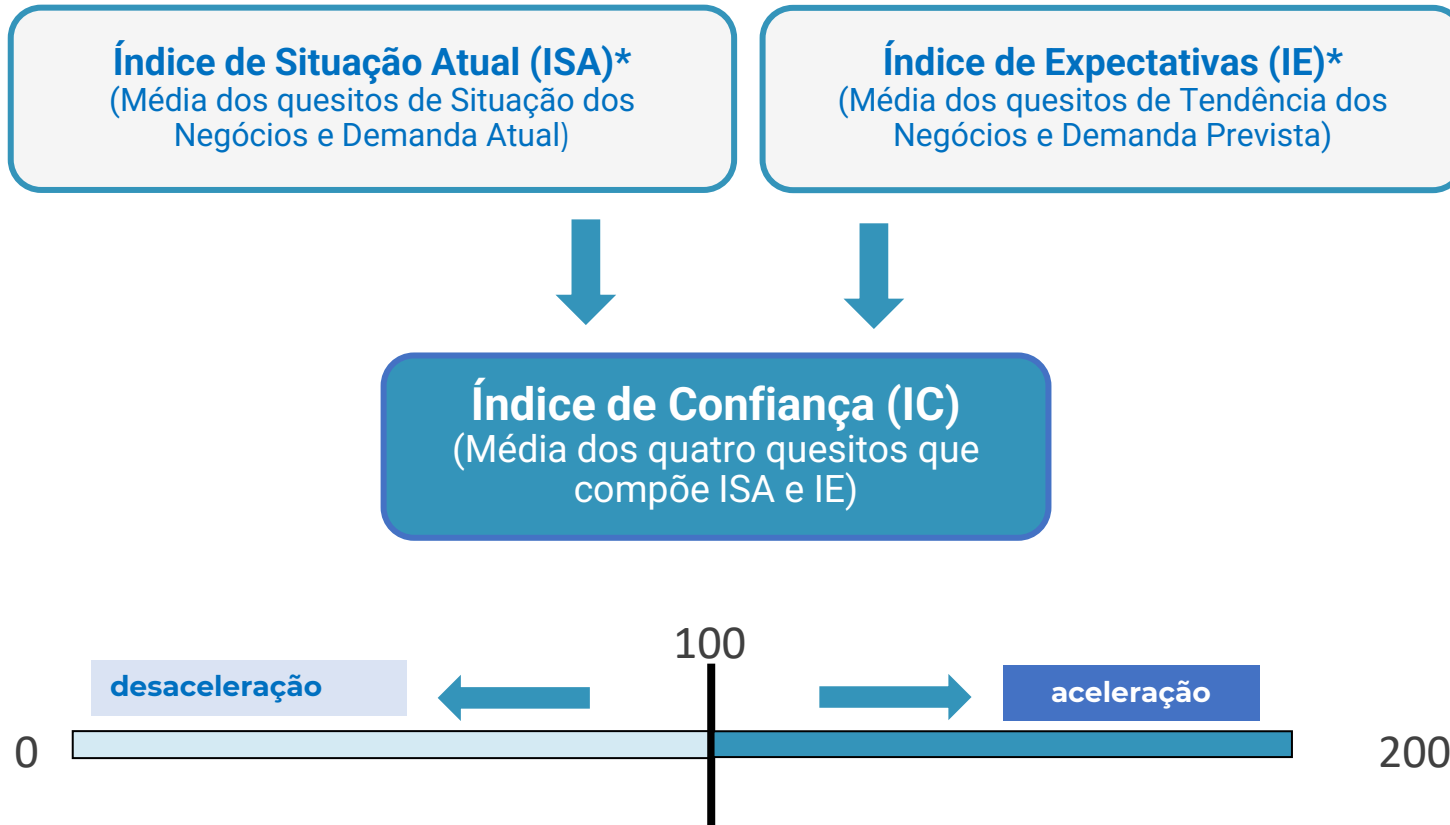 Índice de Situação Atual (ISA)*
(Média dos quesitos de Situação dos
Negócios e Demanda Atual)
Índice de Expectativas (IE)*
(Média dos quesitos de Tendência dos
Negócios e Demanda Prevista)
Índice de Confiança (IC)
(Média dos quatro quesitos que
compõe ISA e IE)
100
desaceleração
aceleração
0
200